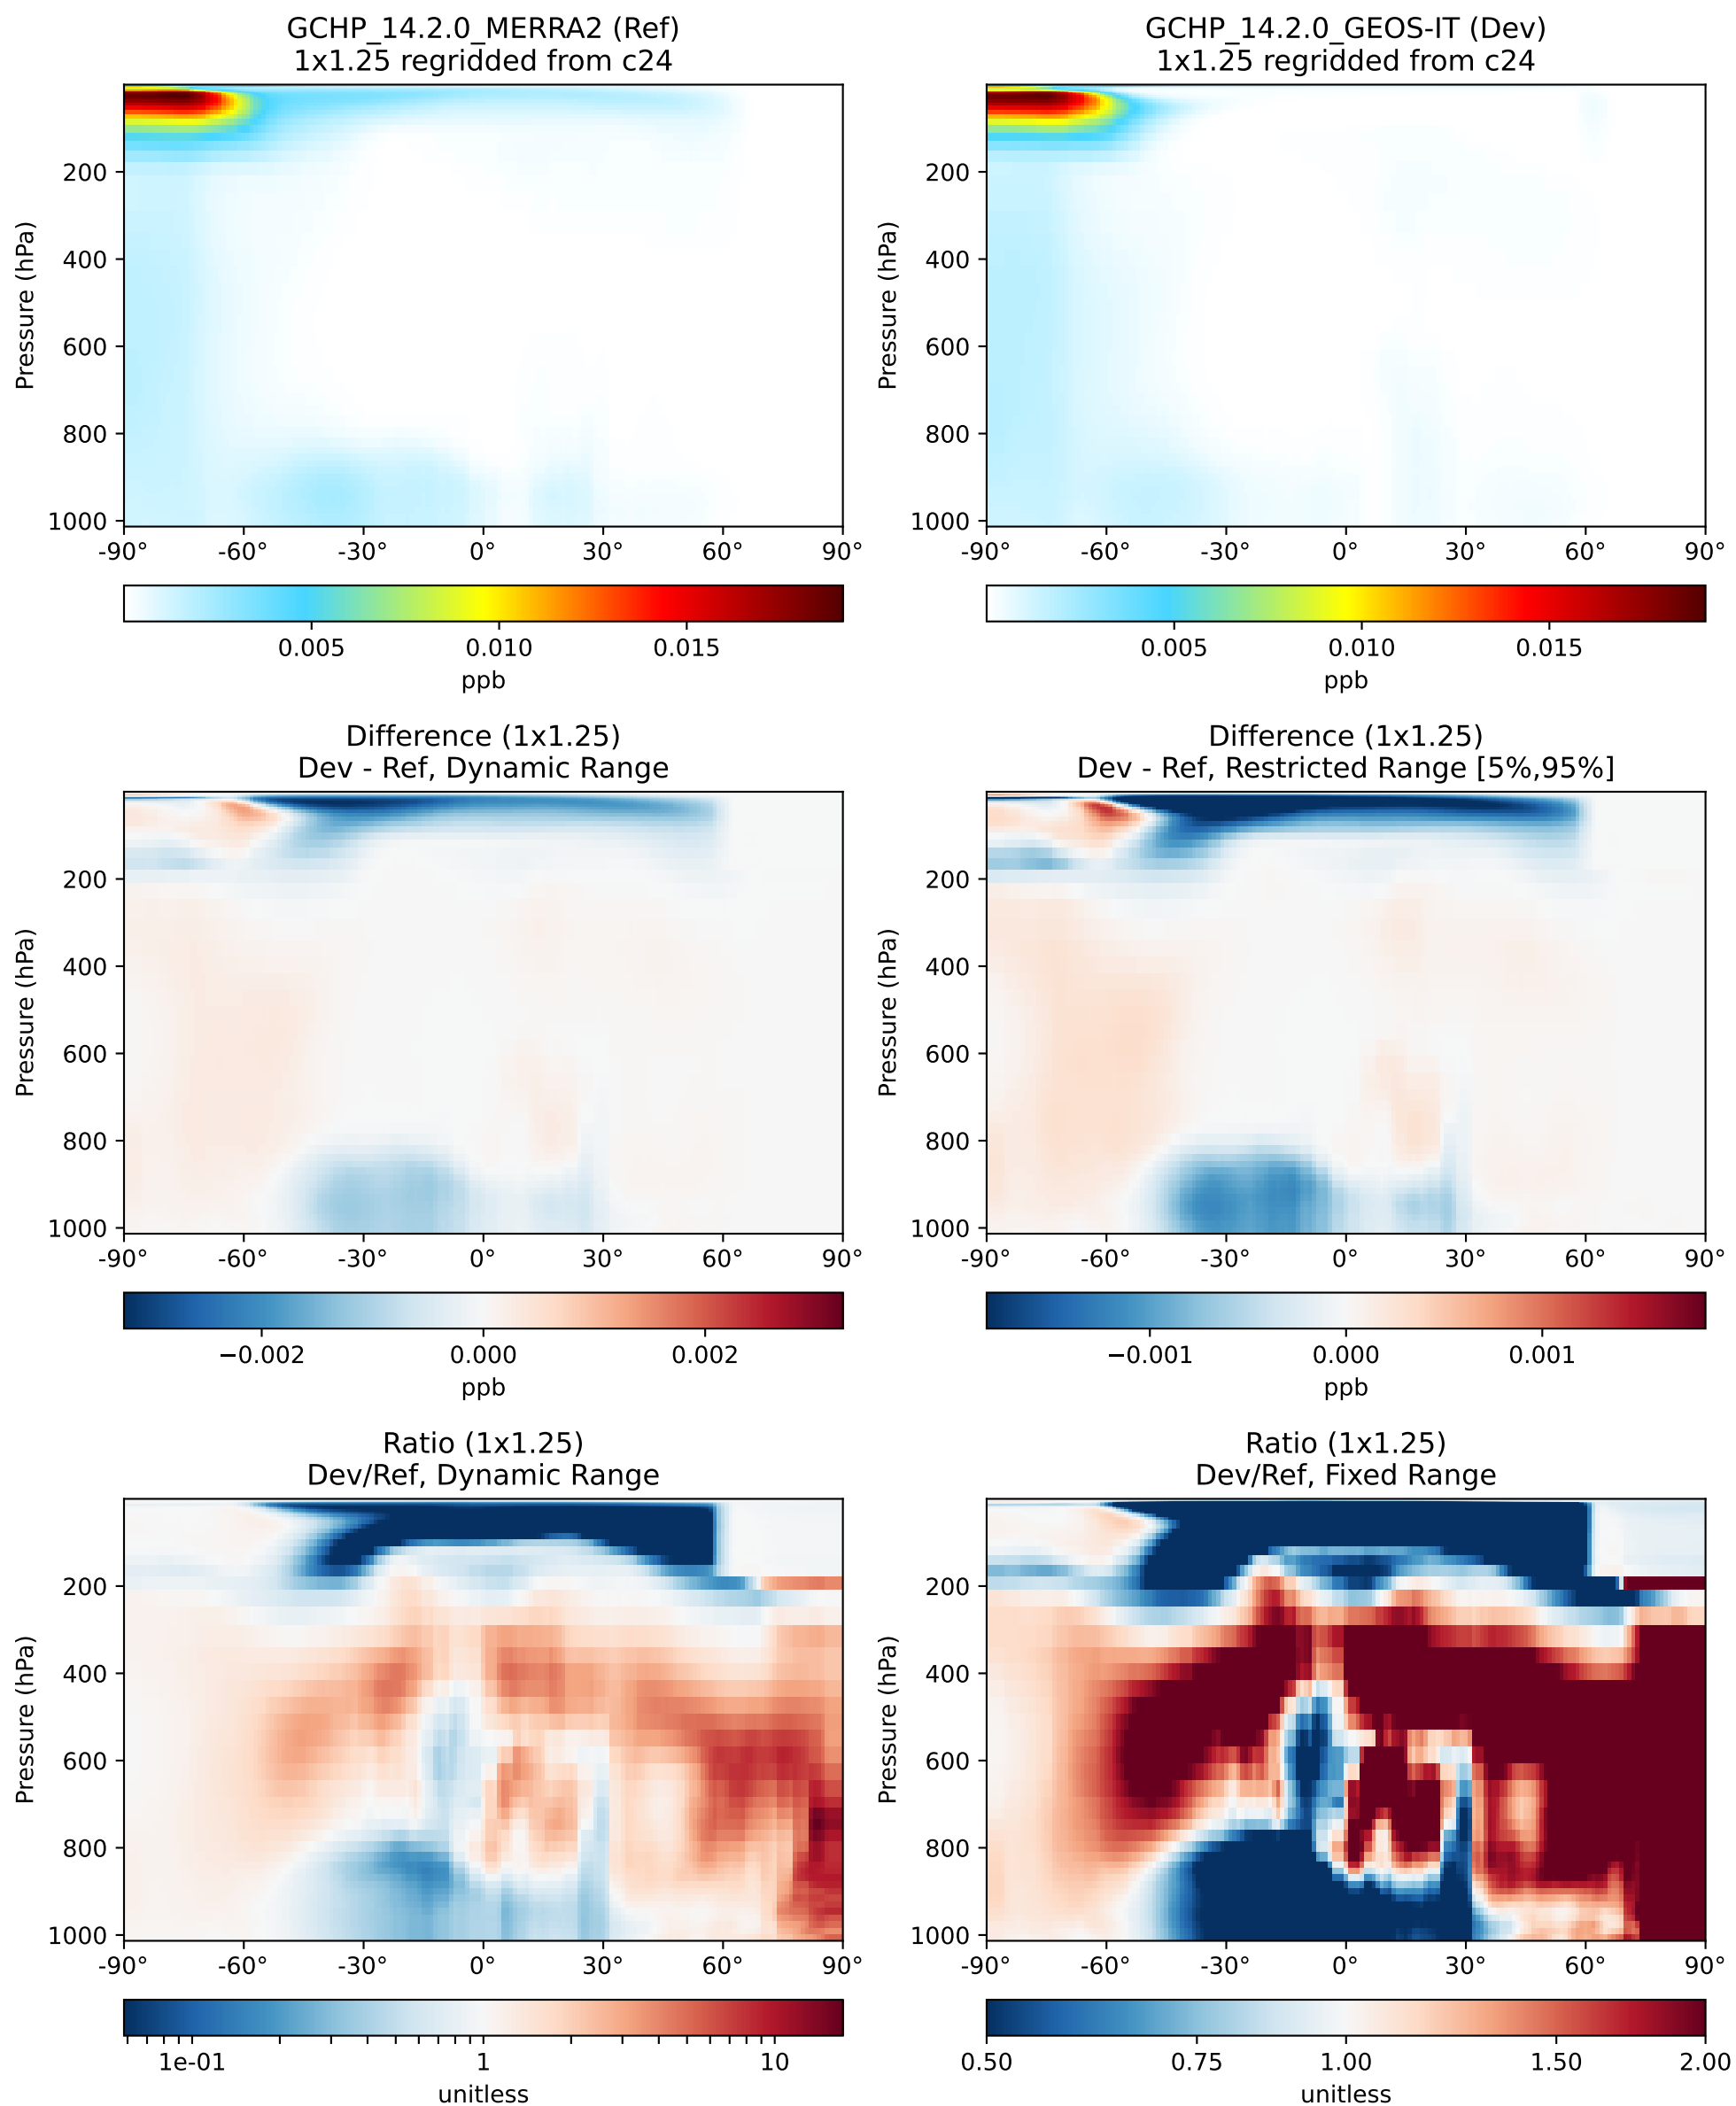 GCHP_14.2.0_MERRA2 (Ref)
1x1.25 regridded from c24
Pressure (hPa)
200
400
600
800
1000
-90° -60° -30° 0° 30° 60° 90°
0.005 0.010 0.015
ppb
GCHP_14.2.0_GEOS-IT (Dev)
1x1.25 regridded from c24
Pressure (hPa)
200
400
600
800
1000
-90° -60° -30° 0° 30° 60° 90°
0.005 0.010 0.015
ppb
Difference (1x1.25)
Dev - Ref, Dynamic Range
Pressure (hPa)
200
400
600
800
1000
-90° -60° -30° 0° 30° 60° 90°
−0.002 0.000 0.002
ppb
Difference (1x1.25)
Dev - Ref, Restricted Range [5%,95%]
Pressure (hPa)
200
400
600
800
1000
-90° -60° -30° 0° 30° 60° 90°
−0.001 0.000 0.001
ppb
Ratio (1x1.25)
Dev/Ref, Dynamic Range
Pressure (hPa)
200
400
600
800
1000
-90° -60° -30° 0° 30° 60° 90°
1e-01 1 10
unitless
Ratio (1x1.25)
Dev/Ref, Fixed Range
Pressure (hPa)
200
400
600
800
1000
-90° -60° -30° 0° 30° 60° 90°
0.50 0.75 1.00 1.50 2.00
unitless